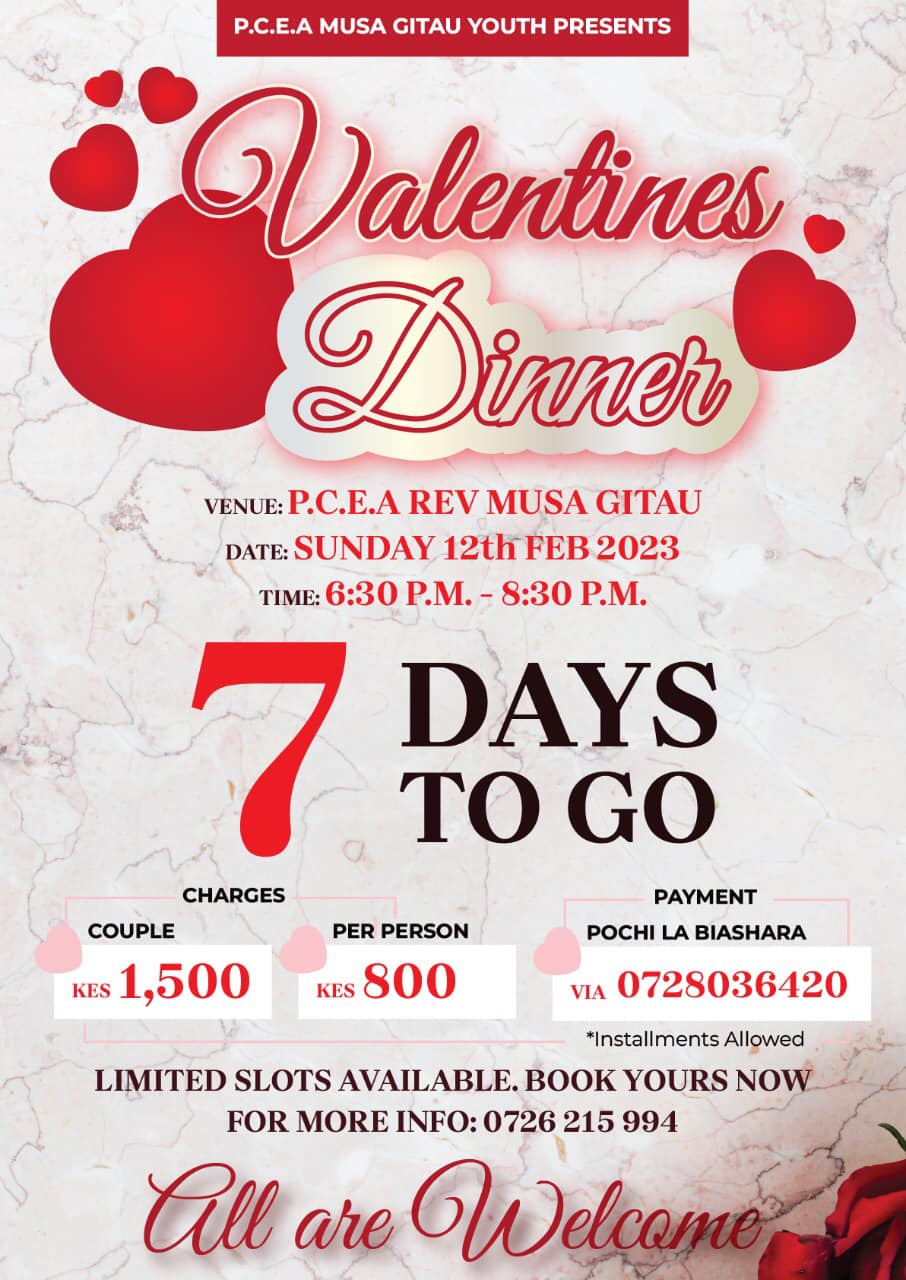 P.C.E.A MUSA GITAU YOUTH PRESENTS
Valentines
Dinner
VENUE: P.C.E.A REV MUSA GITAU
DATE: SUNDAY 12th FEB 2023
TIME: 6:30 P.M. - 8:30 P.M.
7 DAYS
TO GO
CHARGES
COUPLE
KES 1,500
PER PERSON
KES 800
PAYMENT
POCHI LA BIASHARA
VIA 0728036420
*Installments Allowed
LIMITED SLOTS AVAILABLE. BOOK YOURS NOW
FOR MORE INFO: 0726 215 994
All are Welcome